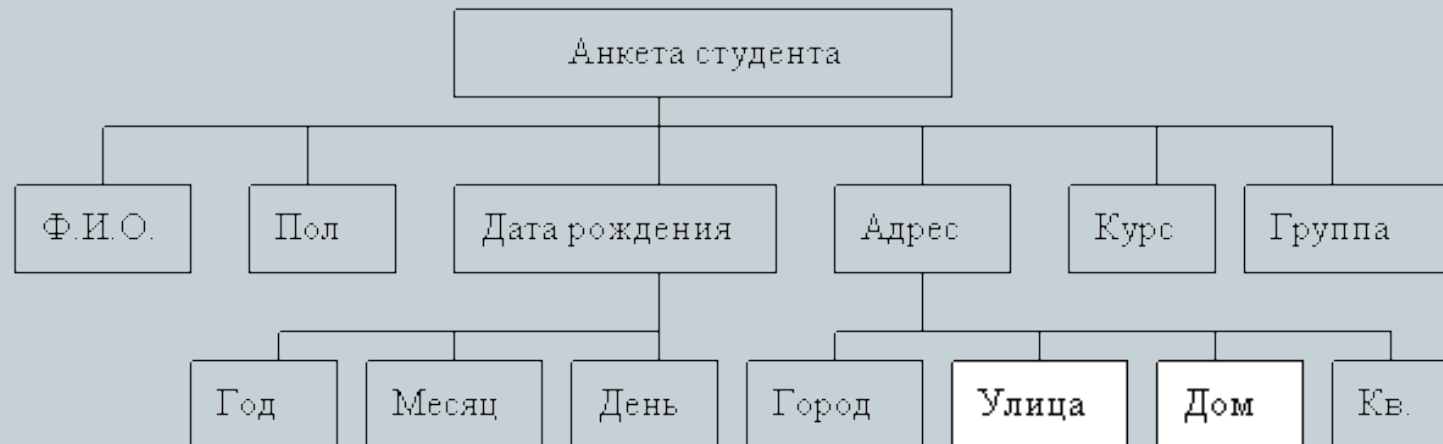 Анкета студента
Ф.И.О. Пол Дата рождения Адрес Курс Группа
Год Месяц День Город Улица Дом Кв.